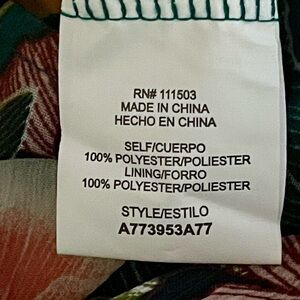 RN# 111503
MADE IN CHINA
HECHO EN CHINA
SELF/CUERPO
100% POLYESTER/POLIESTER
LINING/FORRO
100% POLYESTER/POLIESTER
STYLE/ESTILO
A773953A77